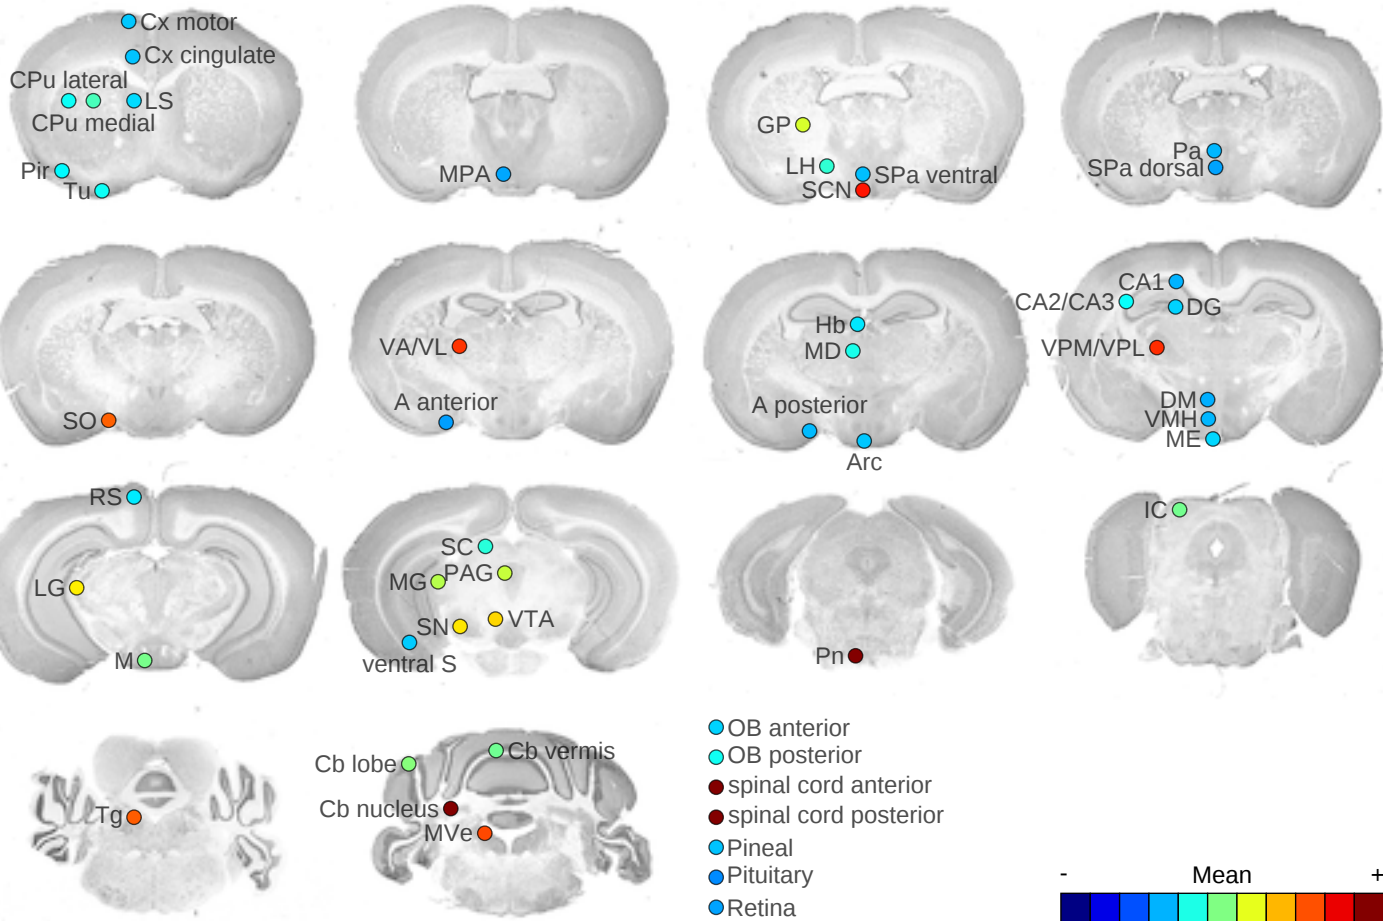 Cx motor
Cx cingulate
CPu lateral
LS
CPu medial
Pir
Tu
MPA
GP
LH
SPa ventral
SCN
Pa
SPa dorsal
SO
VA/VL
A anterior
Hb
MD
A posterior
Arc
CA1
CA2/CA3
DG
VPM/VPL
DM
VMH
ME
RS
LG
M
SC
PAG
MG
SN
VTA
ventral S
Pn
IC
Tg
Cb lobe
Cb vermis
Cb nucleus
MVe
OB anterior
OB posterior
spinal cord anterior
spinal cord posterior
Pineal
Pituitary
Retina
- Mean +